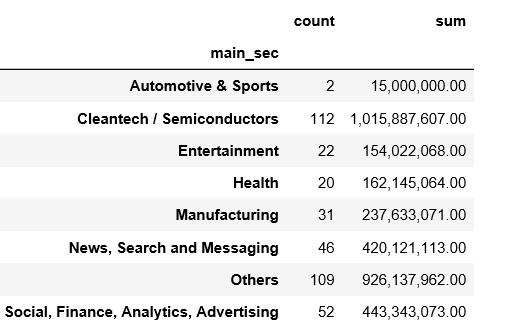 count sum
main_sec
Automotive & Sports 2 15,000,000.00
Cleantech / Semiconductors 112 1,015,887,607.00
Entertainment 22 154,022,068.00
Health 20 162,145,064.00
Manufacturing 31 237,633,071.00
News, Search and Messaging 46 420,121,113.00
Others 109 926,137,962.00
Social, Finance, Analytics, Advertising 52 443,343,073.00